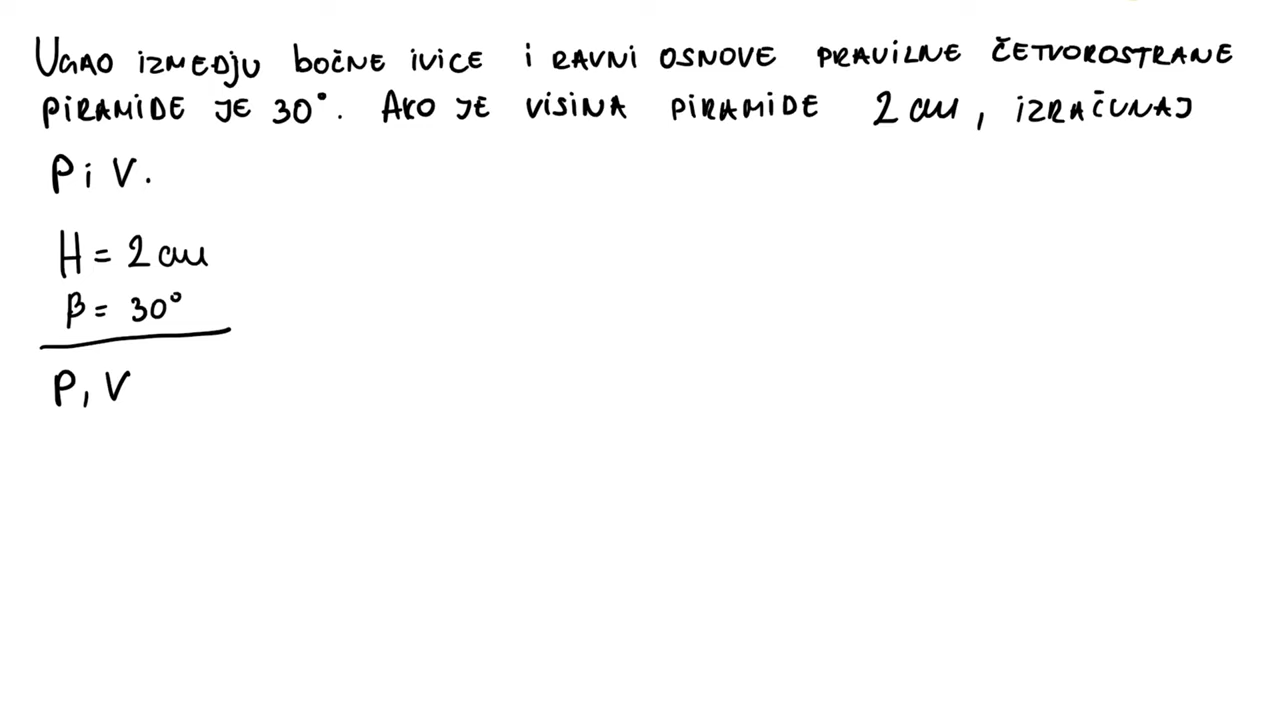 Ugao izmedju bočne ivice i ravni osnove pravilne četvorostrane
piramide je 30°. Ako je visina piramide 2 cm, izračunaj
P i V.
H = 2 cm
β = 30°
P, V